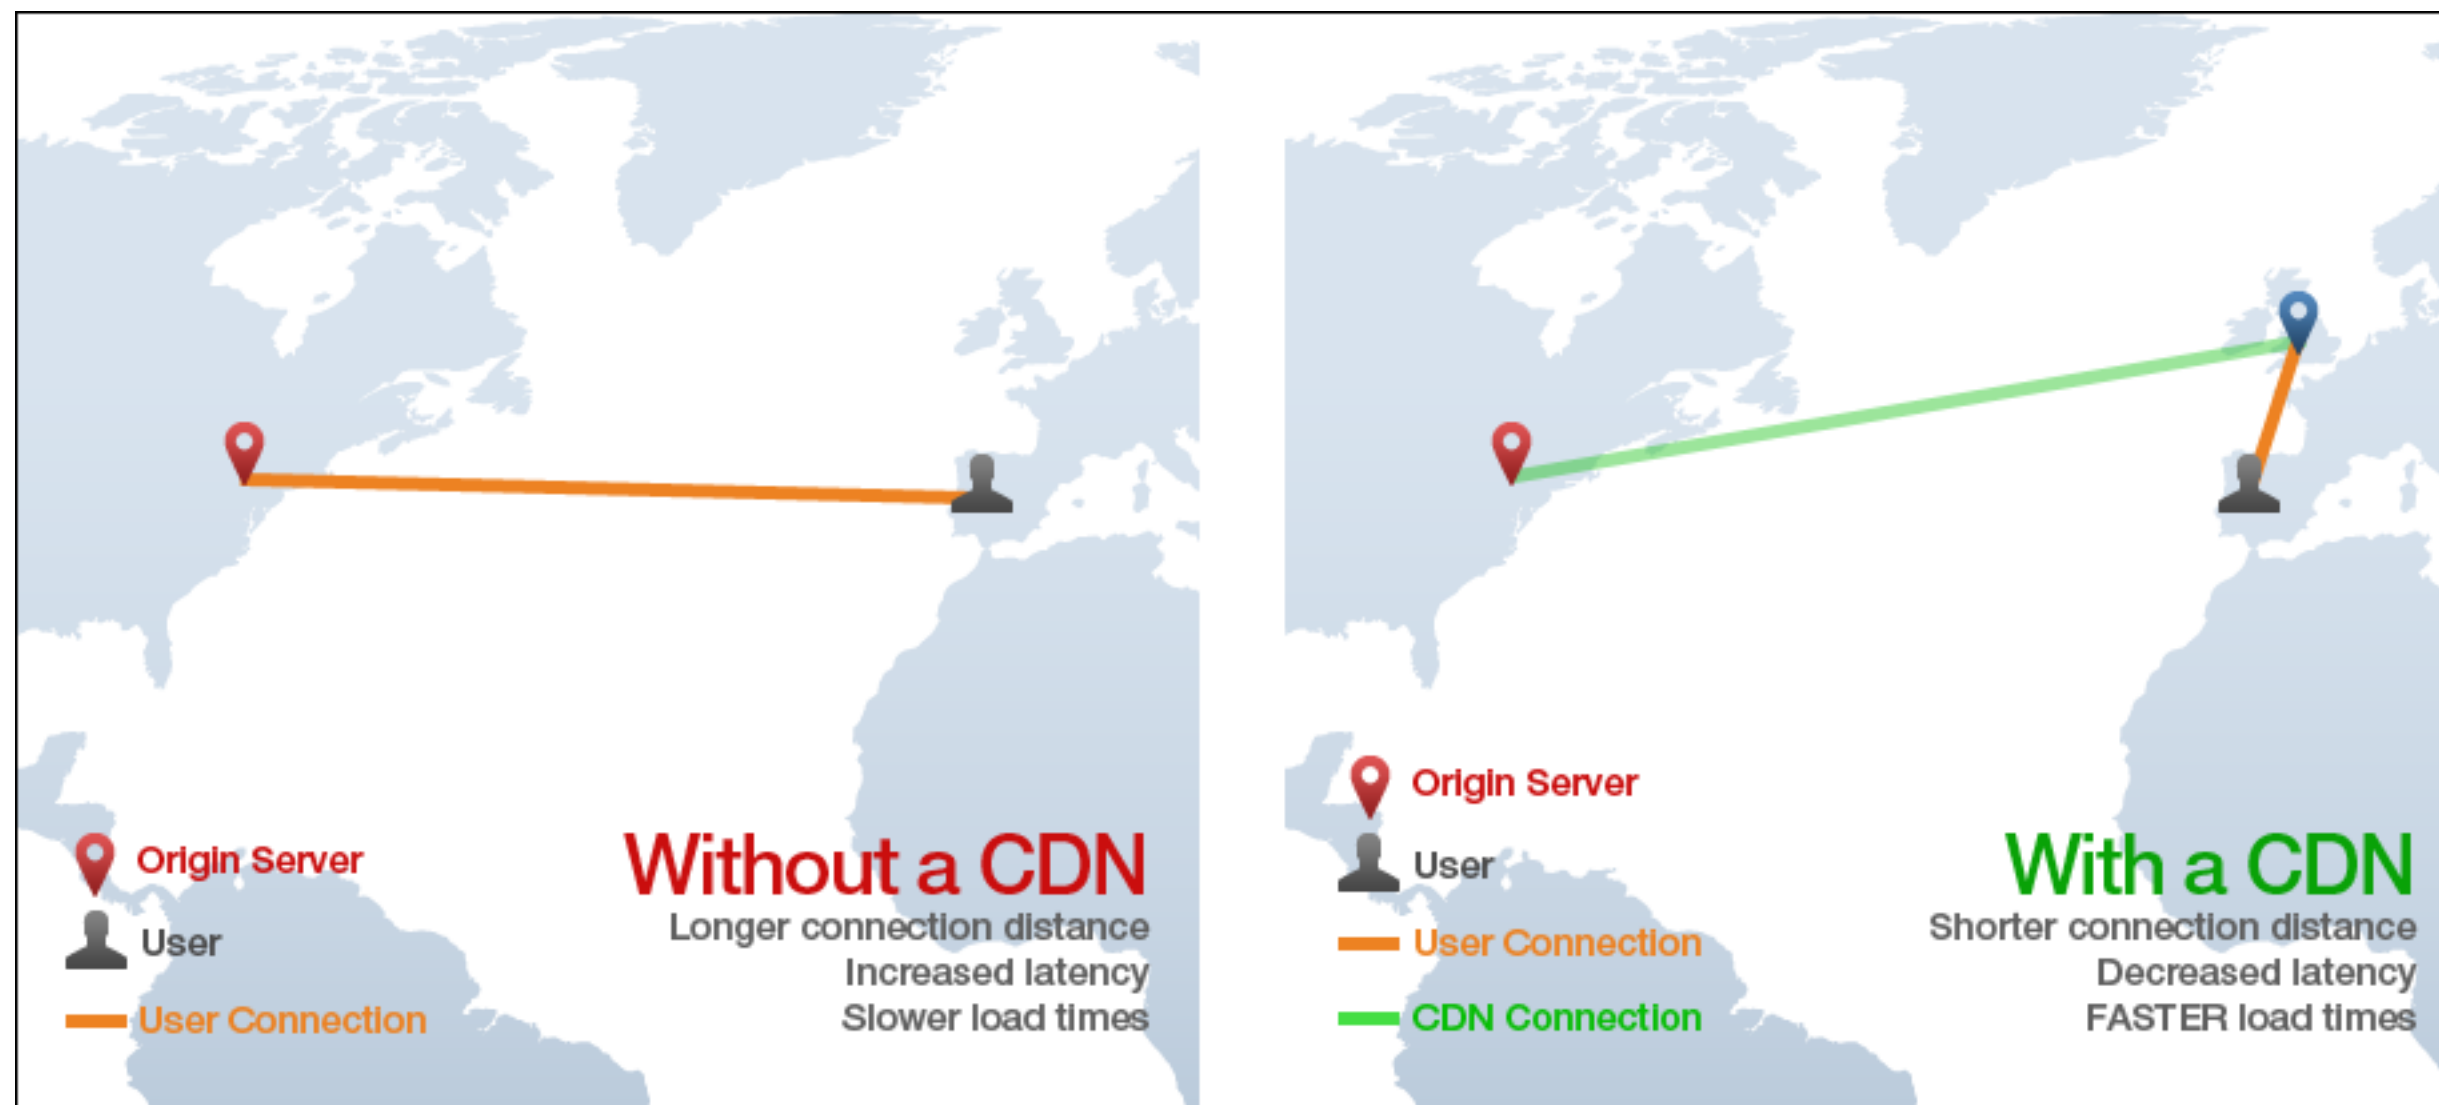 Origin Server
User
User Connection
Without a CDN
Longer connection distance
Increased latency
Slower load times
Origin Server
User
User Connection
CDN Connection
With a CDN
Shorter connection distance
Decreased latency
FASTER load times